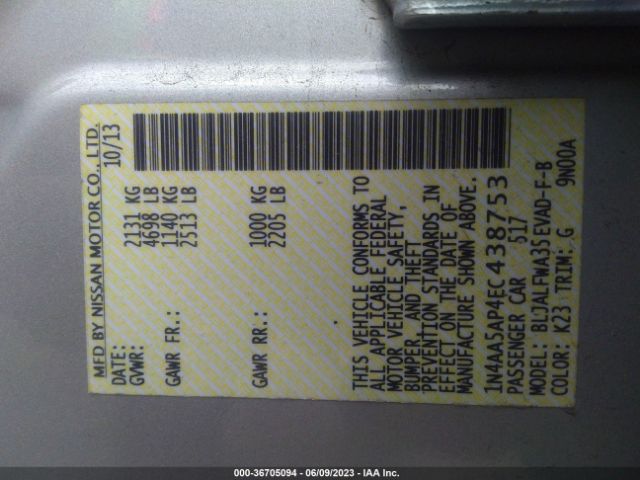 MFD BY NISSAN MOTOR CO., LTD.
DATE: 10/13
GVWR: 2131 KG
4698 LB
GAWR FR.: 1140 KG
2513 LB
GAWR RR.: 1000 KG
2205 LB
THIS VEHICLE CONFORMS TO
ALL APPLICABLE FEDERAL
MOTOR VEHICLE SAFETY,
BUMPER, AND THEFT
PREVENTION STANDARDS IN
EFFECT ON THE DATE OF
MANUFACTURE SHOWN ABOVE.
1N4AA5AP4EC438753
PASSENGER CAR 517
MODEL: BLJALFWA35EVAD-F-B
COLOR: K23 TRIM: G 9N00A
000-36705094 - 06/09/2023 - IAA Inc.